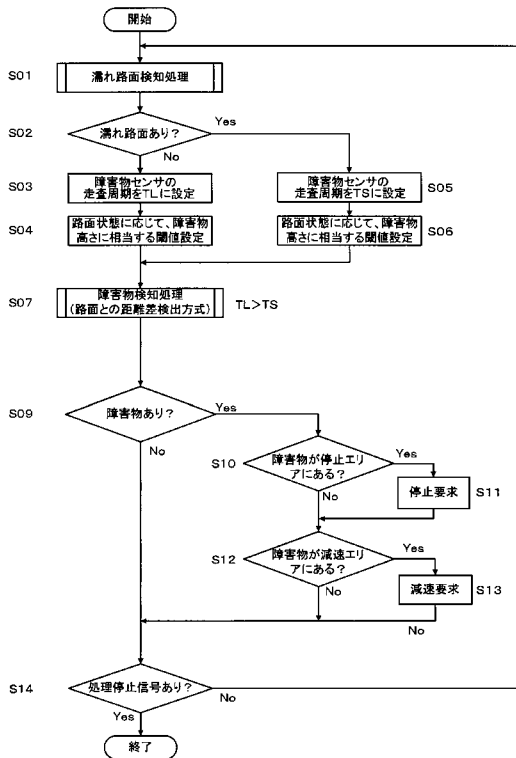 開始
S01
濡れ路面検知処理
S02
濡れ路面あり?
Yes
No
S03
障害物センサの
走査周期をTLに設定
障害物センサの
走査周期をTSに設定
S05
S04
路面状態に応じて、障害物
高さに相当する閾値設定
路面状態に応じて、障害物
高さに相当する閾値設定
S06
S07
障害物検知処理
(路面との距離差検出方式)
TL>TS
S09
障害物あり?
Yes
No
S10
障害物が停止エリ
アにある?
Yes
No
停止要求
S11
S12
障害物が減速エリ
アにある?
Yes
No
減速要求
S13
No
S14
処理停止信号あり?
No
Yes
終了